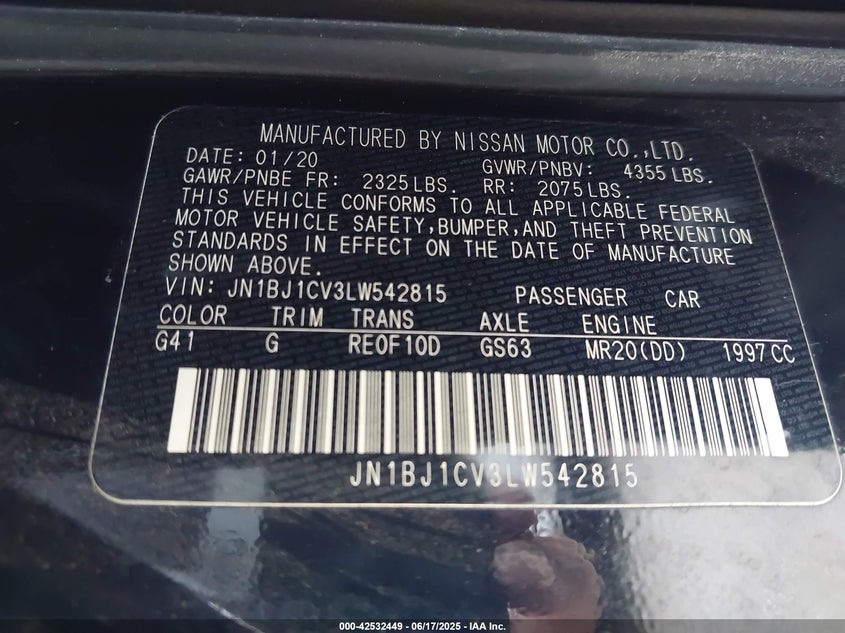 MANUFACTURED BY NISSAN MOTOR CO.,LTD.
DATE: 01/20 GVWR/PNBV: 4355 LBS.
GAWR/PNBE FR: 2325 LBS. RR: 2075 LBS.
THIS VEHICLE CONFORMS TO ALL APPLICABLE FEDERAL
MOTOR VEHICLE SAFETY,BUMPER,AND THEFT PREVENTION
STANDARDS IN EFFECT ON THE DATE OF MANUFACTURE
SHOWN ABOVE.
VIN: JN1BJ1CV3LW542815 PASSENGER CAR
COLOR TRIM TRANS AXLE ENGINE
G41 G RE0F10D GS63 MR20(DD) 1997 CC
JN1BJ1CV3LW542815
000-42532449 - 06/17/2025 - IAA Inc.